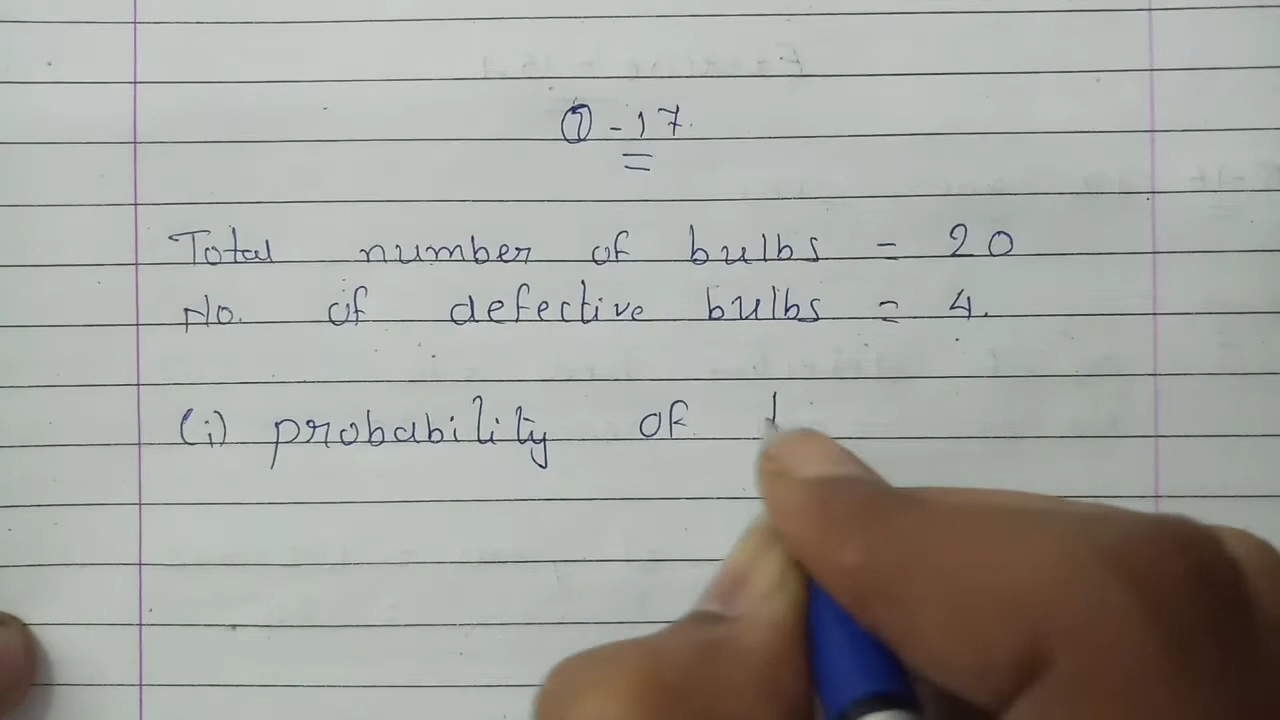 Q-17.
Total number of bulbs = 20
No. of defective bulbs = 4.
(i) probability of